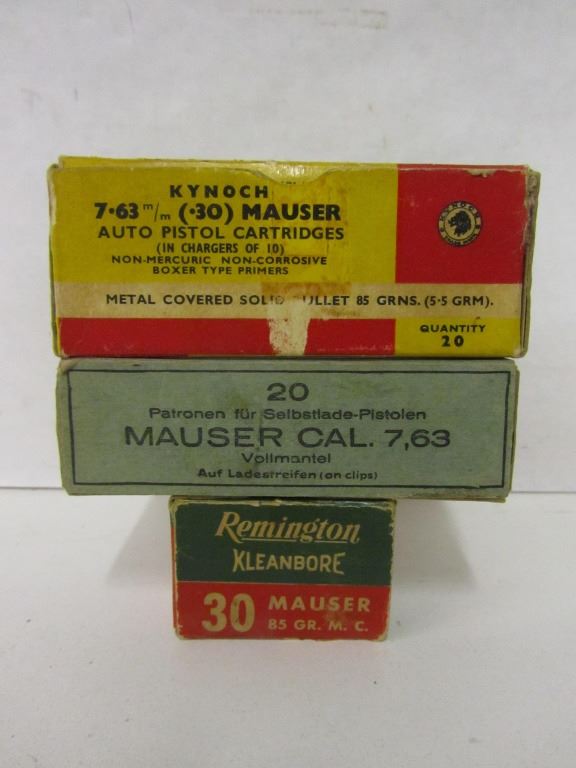 KYNOCH
7·63 m/m (·30) MAUSER
AUTO PISTOL CARTRIDGES
(IN CHARGERS OF 10)
NON-MERCURIC NON-CORROSIVE
BOXER TYPE PRIMERS
METAL COVERED SOLID BULLET 85 GRNS. (5·5 GRM).
KYNOCH
QUANTITY
20
20
Patronen für Selbstlade-Pistolen
MAUSER CAL. 7,63
Vollmantel
Auf Ladestreifen (on clips)
Remington
KLEANBORE
30 MAUSER
85 GR. M. C.